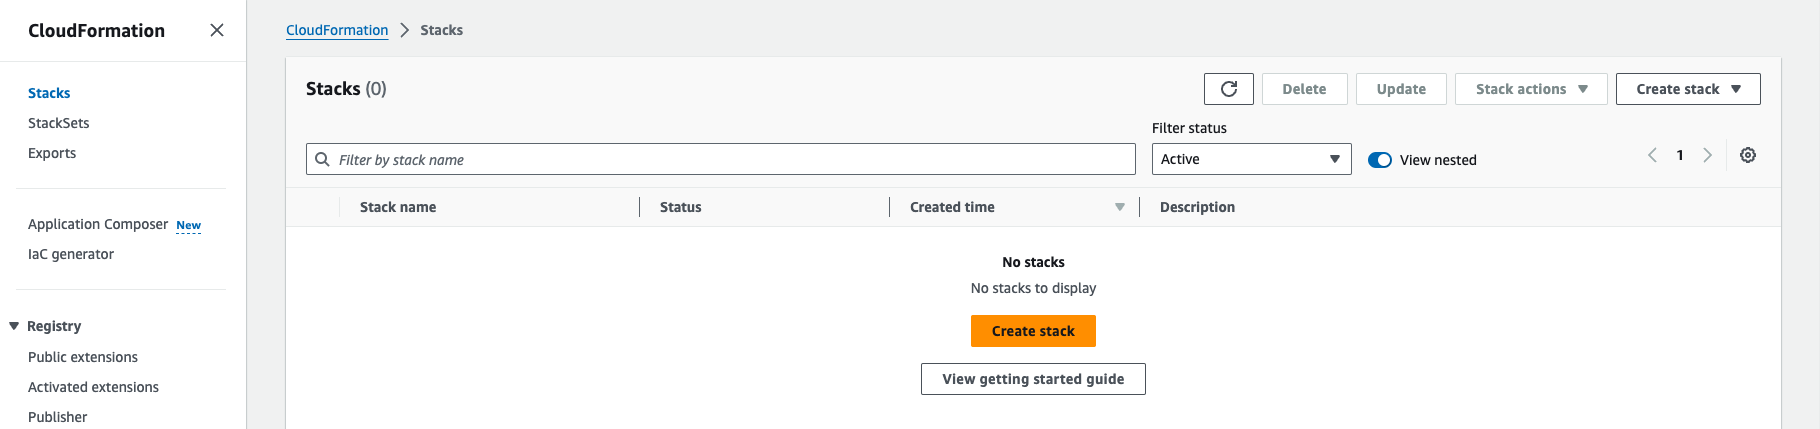 CloudFormation
Stacks
StackSets
Exports
Application Composer New
IaC generator
Registry
Public extensions
Activated extensions
Publisher
CloudFormation Stacks
Stacks (0)
Delete Update Stack actions Create stack
Filter status
Filter by stack name Active View nested 1
Stack name Status Created time Description
No stacks
No stacks to display
Create stack
View getting started guide